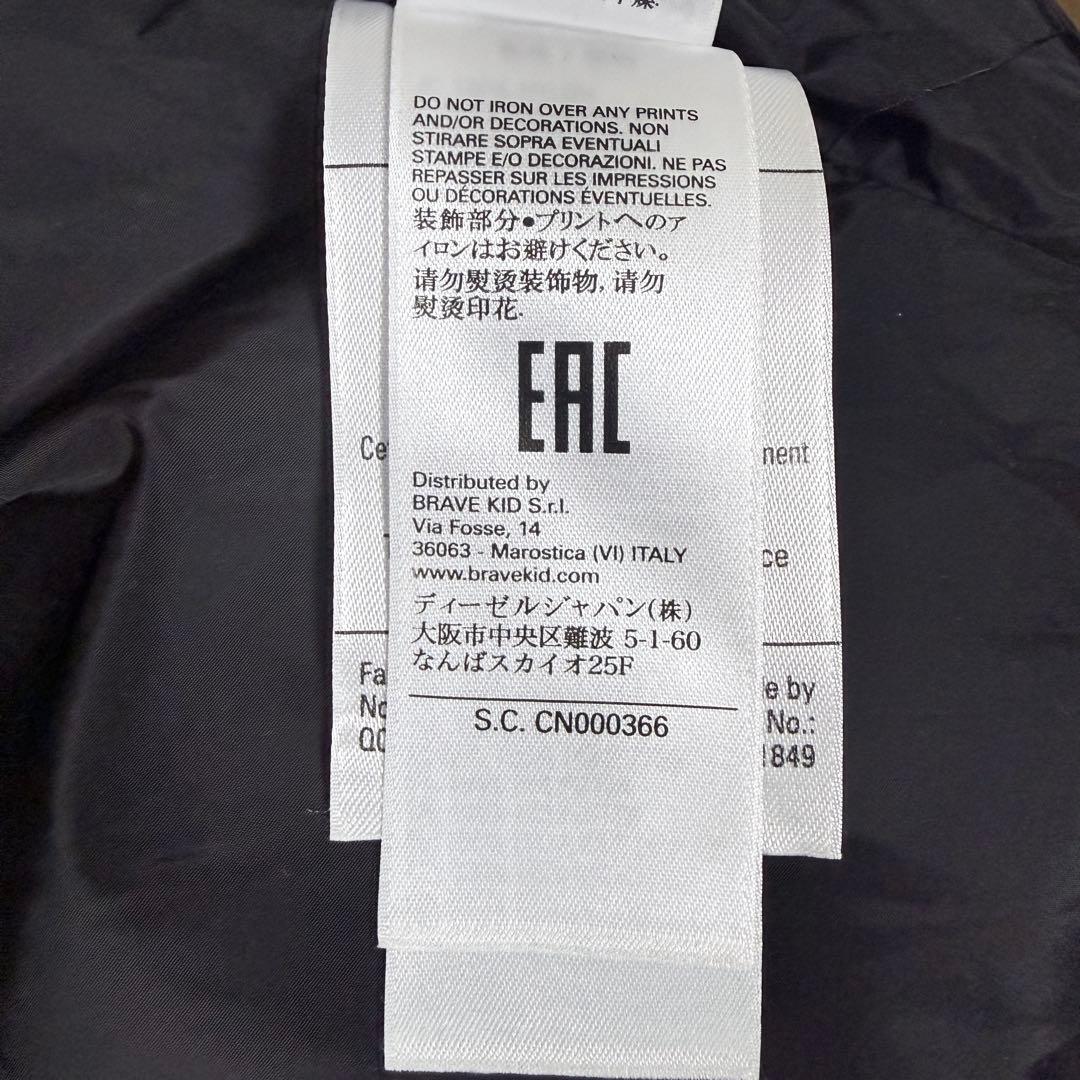 DO NOT IRON OVER ANY PRINTS
AND/OR DECORATIONS. NON
STIRARE SOPRA EVENTUALI
STAMPE E/O DECORAZIONI. NE PAS
REPASSER SUR LES IMPRESSIONS
OU DÉCORATIONS ÉVENTUELLES.
装飾部分●プリントへのア
イロンはお避けください。
请勿熨烫装饰物, 请勿
熨烫印花.
EAC
Distributed by
BRAVE KID S.r.l.
Via Fosse, 14
36063 - Marostica (VI) ITALY
www.bravekid.com
ディーゼルジャパン(株)
大阪市中央区難波 5-1-60
なんばスカイオ25F
S.C. CN000366
by
No.:
849